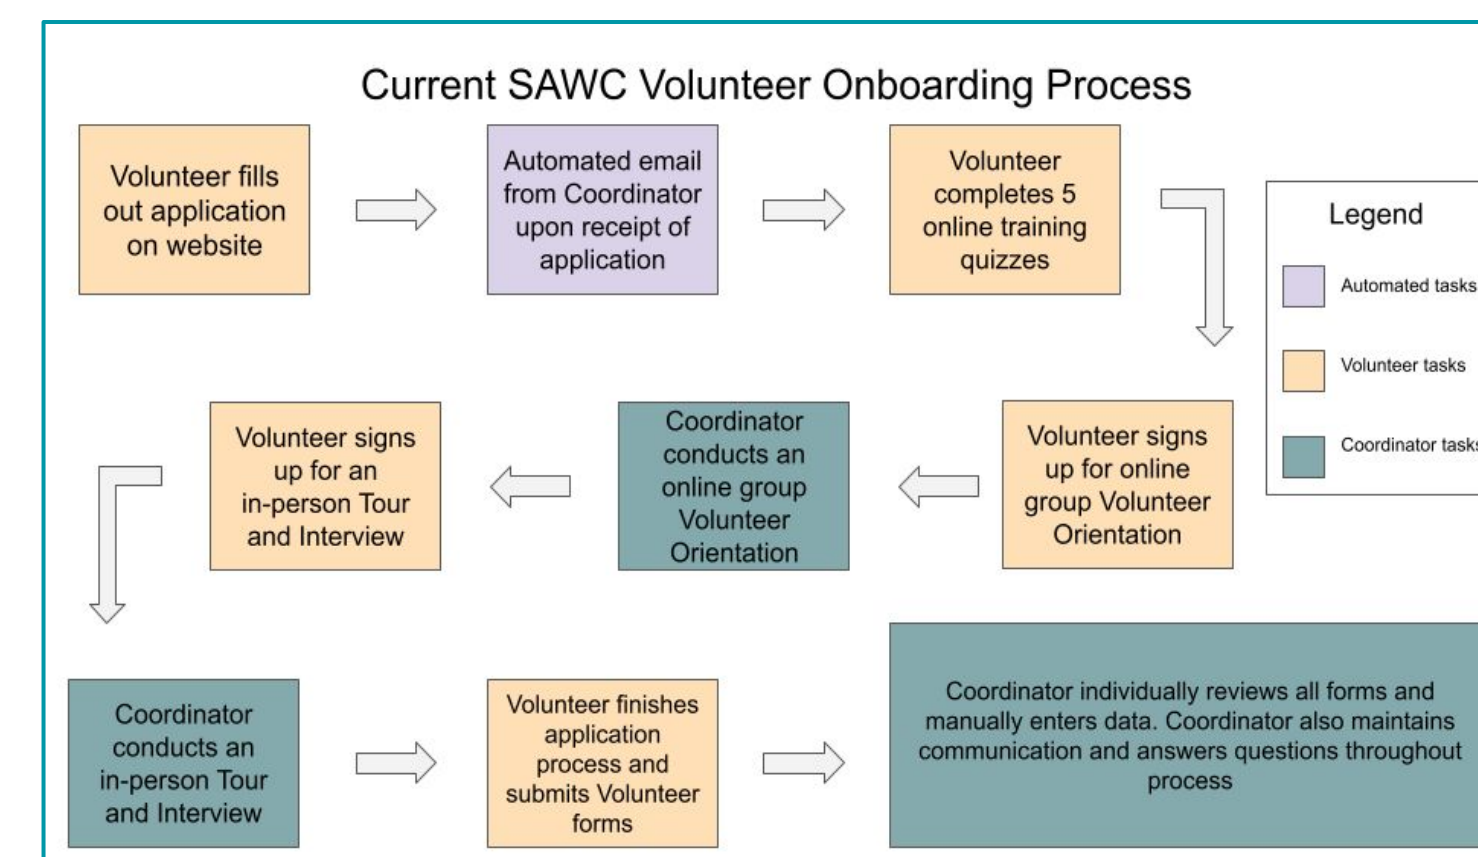 Current SAWC Volunteer Onboarding Process
Volunteer fills
out application
on website
Automated email
from Coordinator
upon receipt of
application
Volunteer
completes 5
online training
quizzes
Legend
Automated tasks
Volunteer tasks
Coordinator tasks
Volunteer signs
up for online
group Volunteer
Orientation
Coordinator
conducts an
online group
Volunteer
Orientation
Volunteer signs
up for an
in-person Tour
and Interview
Coordinator
conducts an
in-person Tour
and Interview
Volunteer finishes
application
process and
submits Volunteer
forms
Coordinator individually reviews all forms and
manually enters data. Coordinator also maintains
communication and answers questions throughout
process